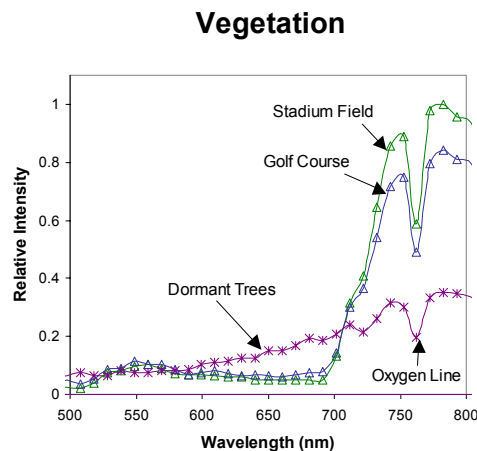 Vegetation
Relative Intensity
1
0.8
0.6
0.4
0.2
0
Stadium Field
Golf Course
Dormant Trees
Oxygen Line
500 550 600 650 700 750 800
Wavelength (nm)